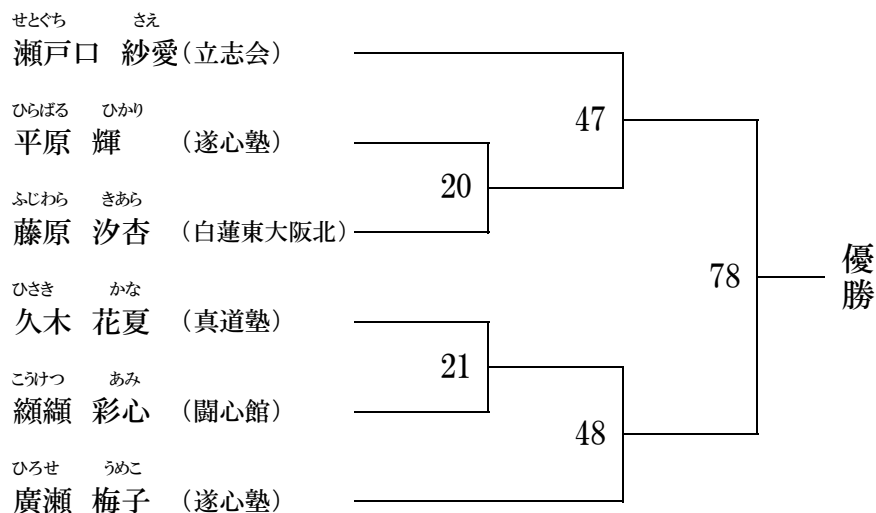 せとぐち さえ
瀬戸口 紗愛(立志会)
47
ひらばる ひかり
平原 輝 (遂心塾)
20
ふじわら きあら
藤原 汐杏 (白蓮東大阪北)
78
優勝
ひさき かな
久木 花夏 (真道塾)
21
こうけつ あみ
纐纈 彩心 (闘心館)
48
ひろせ うめこ
廣瀬 梅子 (遂心塾)